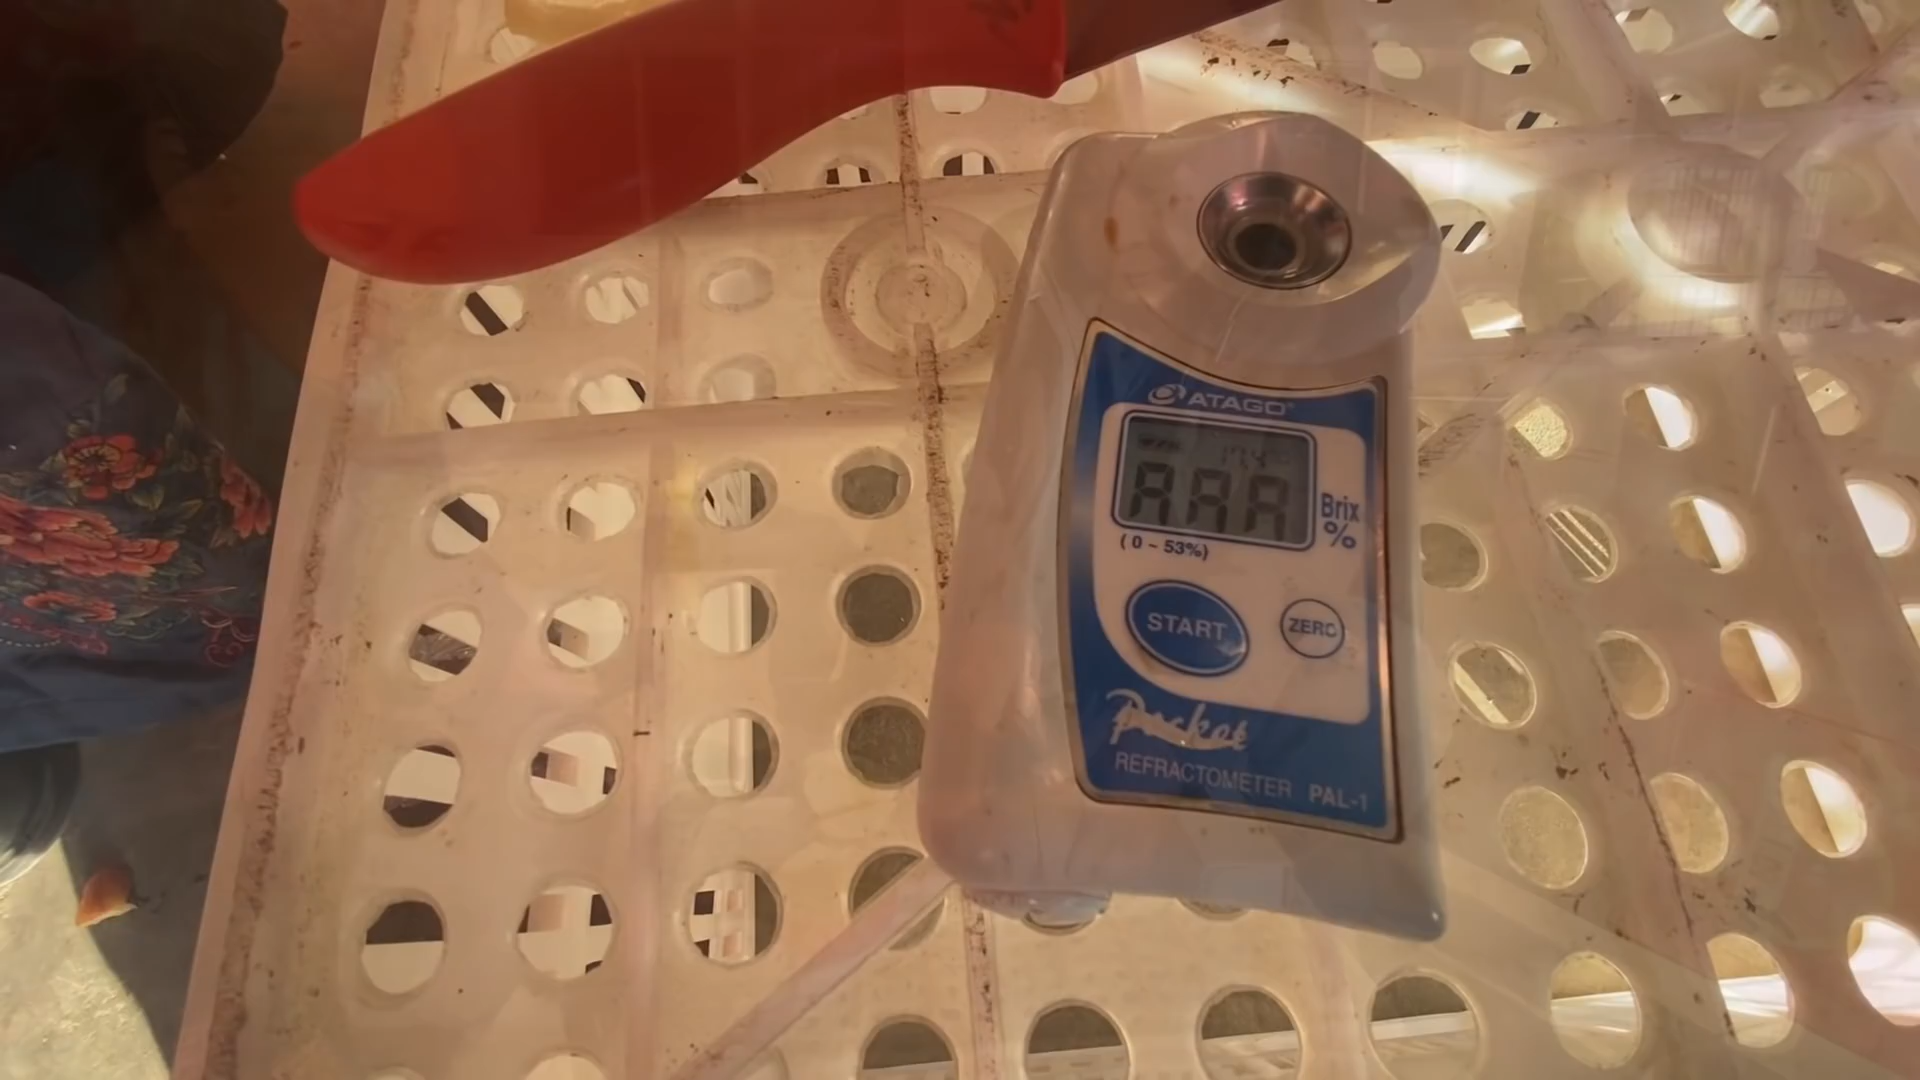 ATAGO
AAA
Brix
%
(0 ~ 53%)
START
ZERO
Pocket
REFRACTOMETER PAL-1